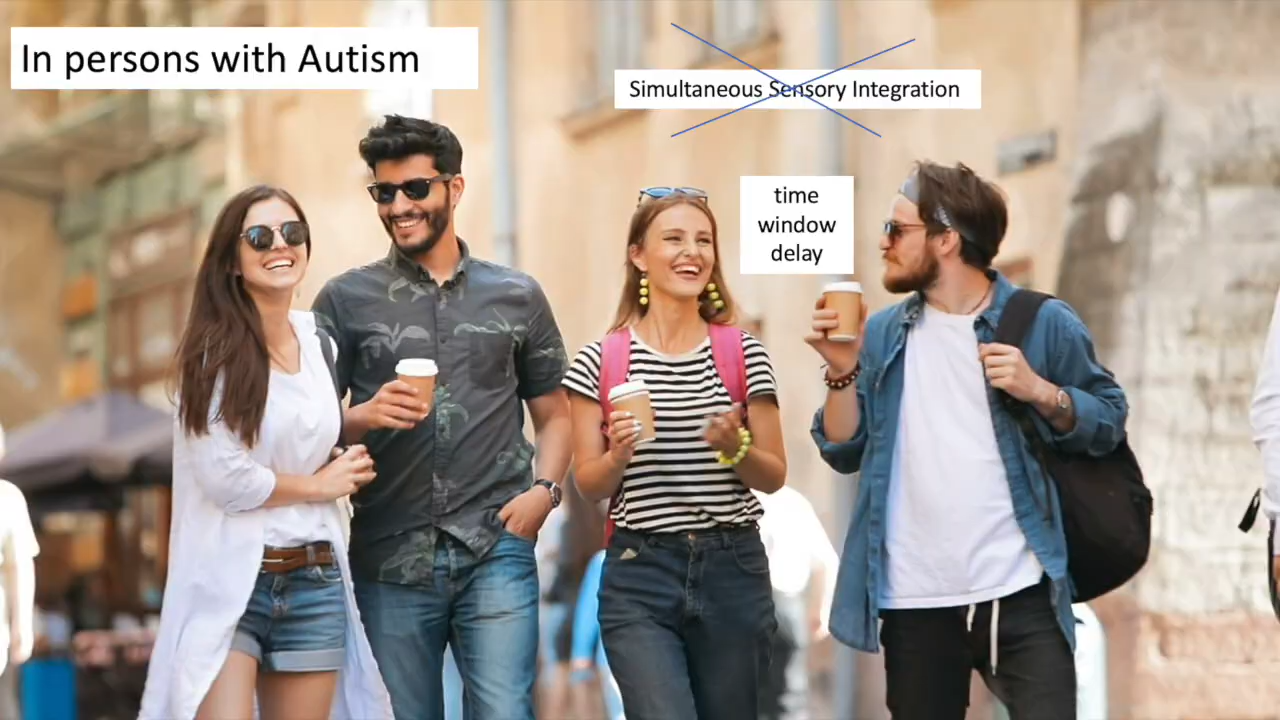 In persons with Autism
Simultaneous Sensory Integration
time
window
delay